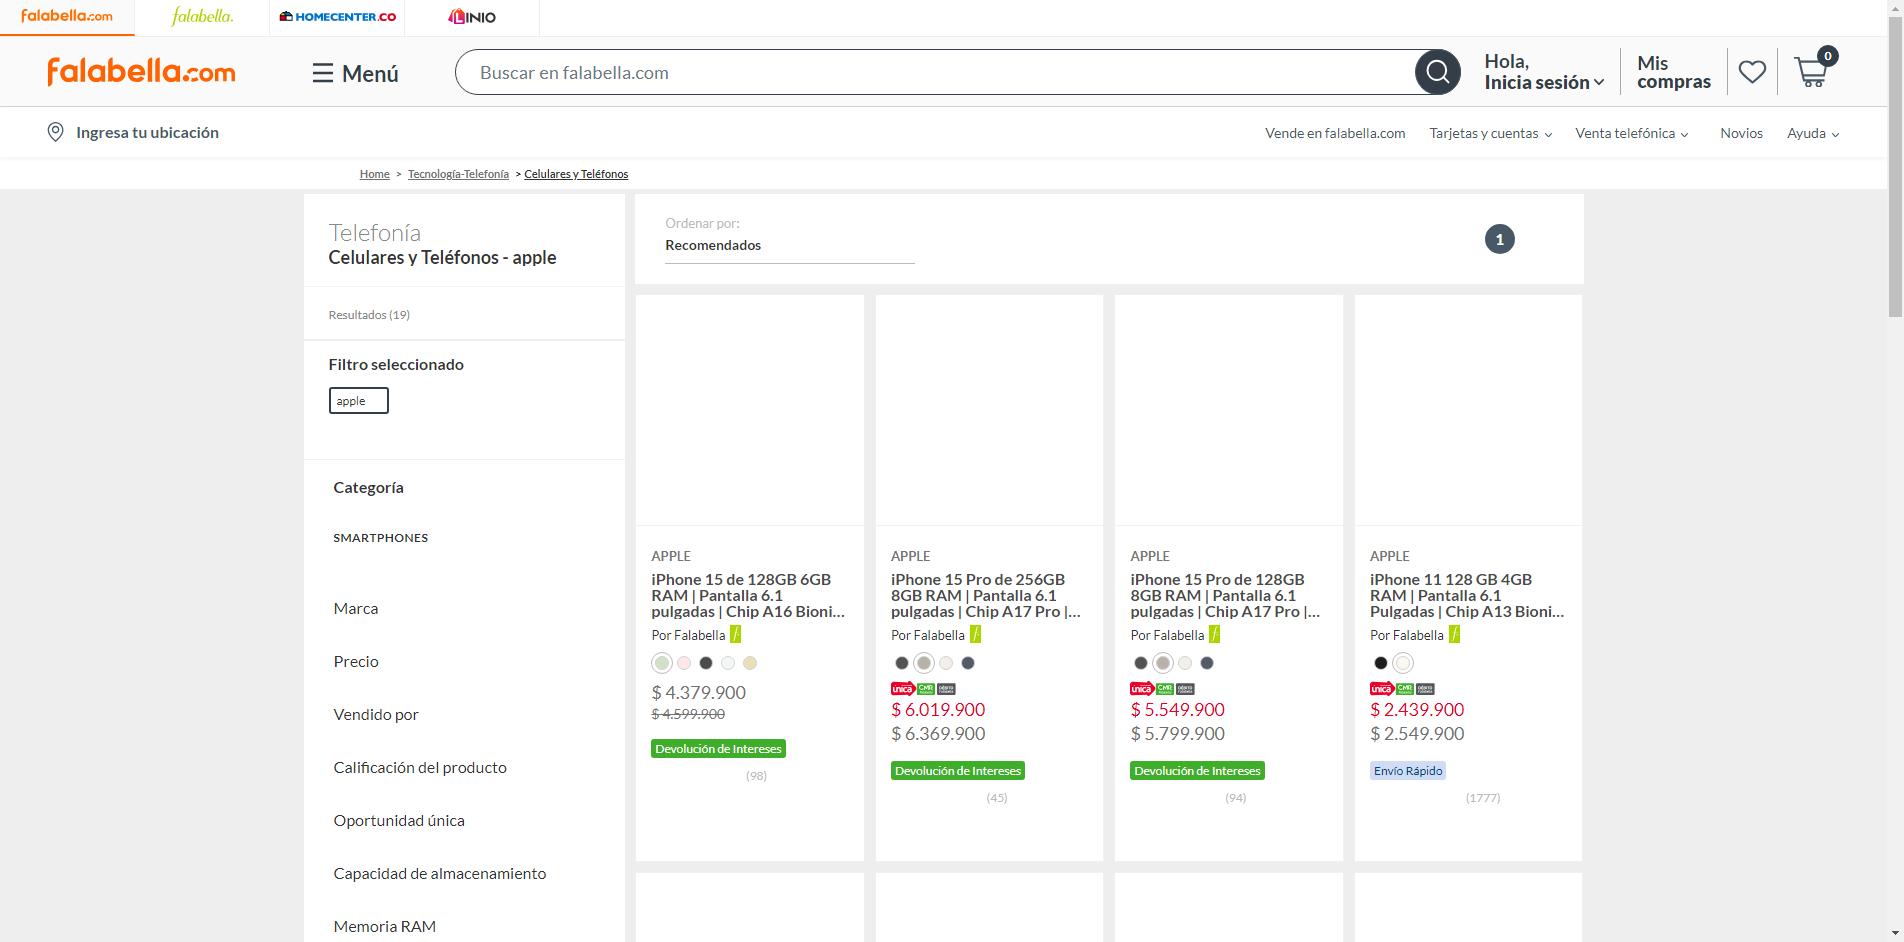 falabella.com
falabella.
HOMECENTER.CO
LINIO
falabella.com
Menú
Buscar en falabella.com
Hola,
Inicia sesión
Mis
compras
0
Ingresa tu ubicación
Vende en falabella.com
Tarjetas y cuentas
Venta telefónica
Novios
Ayuda
Home > Tecnología-Telefonía > Celulares y Teléfonos
Telefonía
Celulares y Teléfonos - apple
Resultados (19)
Filtro seleccionado
apple
Categoría
SMARTPHONES
Marca
Precio
Vendido por
Calificación del producto
Oportunidad única
Capacidad de almacenamiento
Memoria RAM
Ordenar por:
Recomendados
1
APPLE
iPhone 15 de 128GB 6GB
RAM | Pantalla 6.1
pulgadas | Chip A16 Bioni...
Por Falabella
$ 4.379.900
$ 4.599.900
Devolución de Intereses
(98)
APPLE
iPhone 15 Pro de 256GB
8GB RAM | Pantalla 6.1
pulgadas | Chip A17 Pro |...
Por Falabella
única CMR
$ 6.019.900
$ 6.369.900
Devolución de Intereses
(45)
APPLE
iPhone 15 Pro de 128GB
8GB RAM | Pantalla 6.1
pulgadas | Chip A17 Pro |...
Por Falabella
única CMR
$ 5.549.900
$ 5.799.900
Devolución de Intereses
(94)
APPLE
iPhone 11 128 GB 4GB
RAM | Pantalla 6.1
Pulgadas | Chip A13 Bioni...
Por Falabella
única CMR
$ 2.439.900
$ 2.549.900
Envío Rápido
(1777)